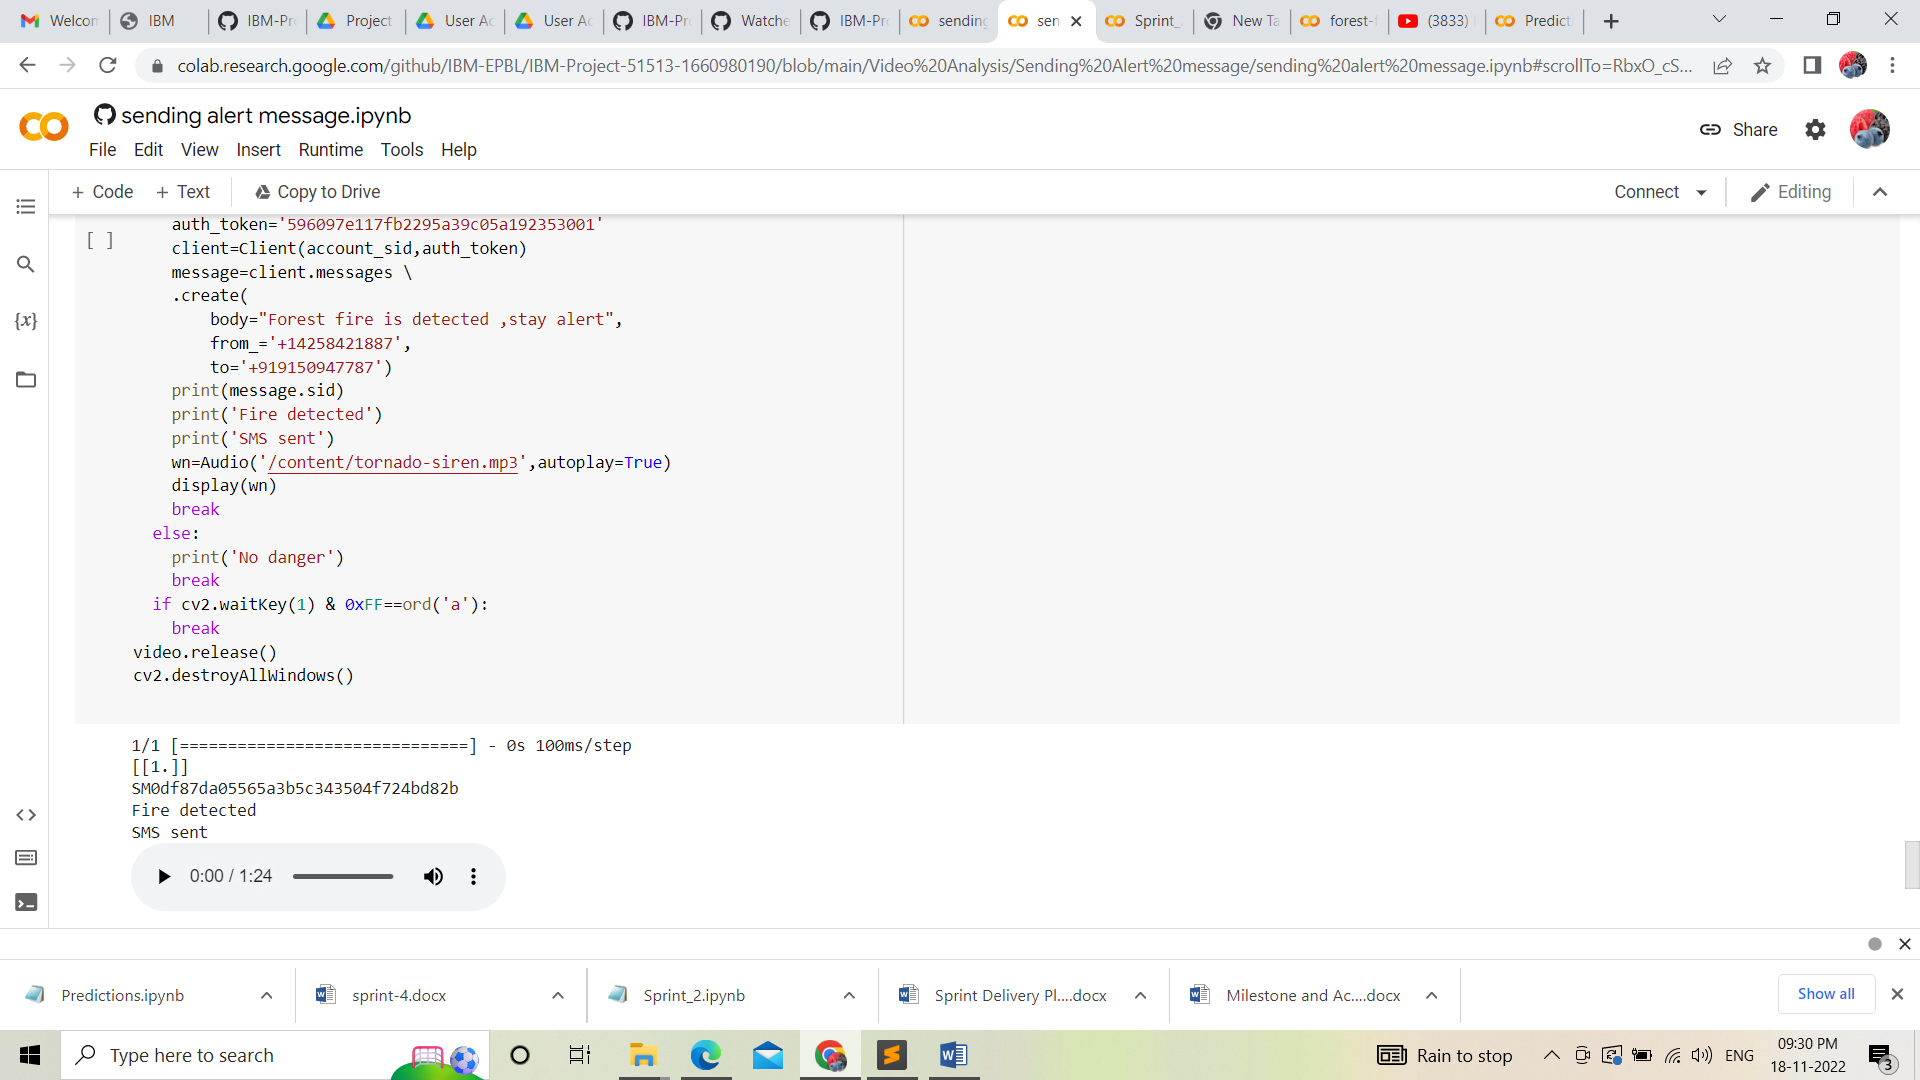 Welcom
IBM
IBM-Pr
Project
User Ac
User Ac
IBM-Pr
Watche
IBM-Pr
sending
sen
Sprint_
New Ta
forest-
(3833)
Predict
colab.research.google.com/github/IBM-EPBL/IBM-Project-51513-1660980190/blob/main/Video%20Analysis/Sending%20Alert%20message/sending%20alert%20message.ipynb#scrollTo=RbxO_cS...
sending alert message.ipynb
File Edit View Insert Runtime Tools Help
Share
+ Code + Text Copy to Drive
Connect
Editing
[ ]
auth_token='596097e117fb2295a39c05a192353001'
client=Client(account_sid,auth_token)
message=client.messages \
.create(
body="Forest fire is detected ,stay alert",
from_='+14258421887',
to='+919150947787')
print(message.sid)
print('Fire detected')
print('SMS sent')
wn=Audio('/content/tornado-siren.mp3',autoplay=True)
display(wn)
break
else:
print('No danger')
break
if cv2.waitKey(1) & 0xFF==ord('a'):
break
video.release()
cv2.destroyAllWindows()
1/1 [==============================] - 0s 100ms/step
[[1.]]
SM0df87da05565a3b5c343504f724bd82b
Fire detected
SMS sent
0:00 / 1:24
Predictions.ipynb
sprint-4.docx
Sprint_2.ipynb
Sprint Delivery Pl....docx
Milestone and Ac....docx
Show all
Type here to search
Rain to stop
ENG
09:30 PM
18-11-2022
3